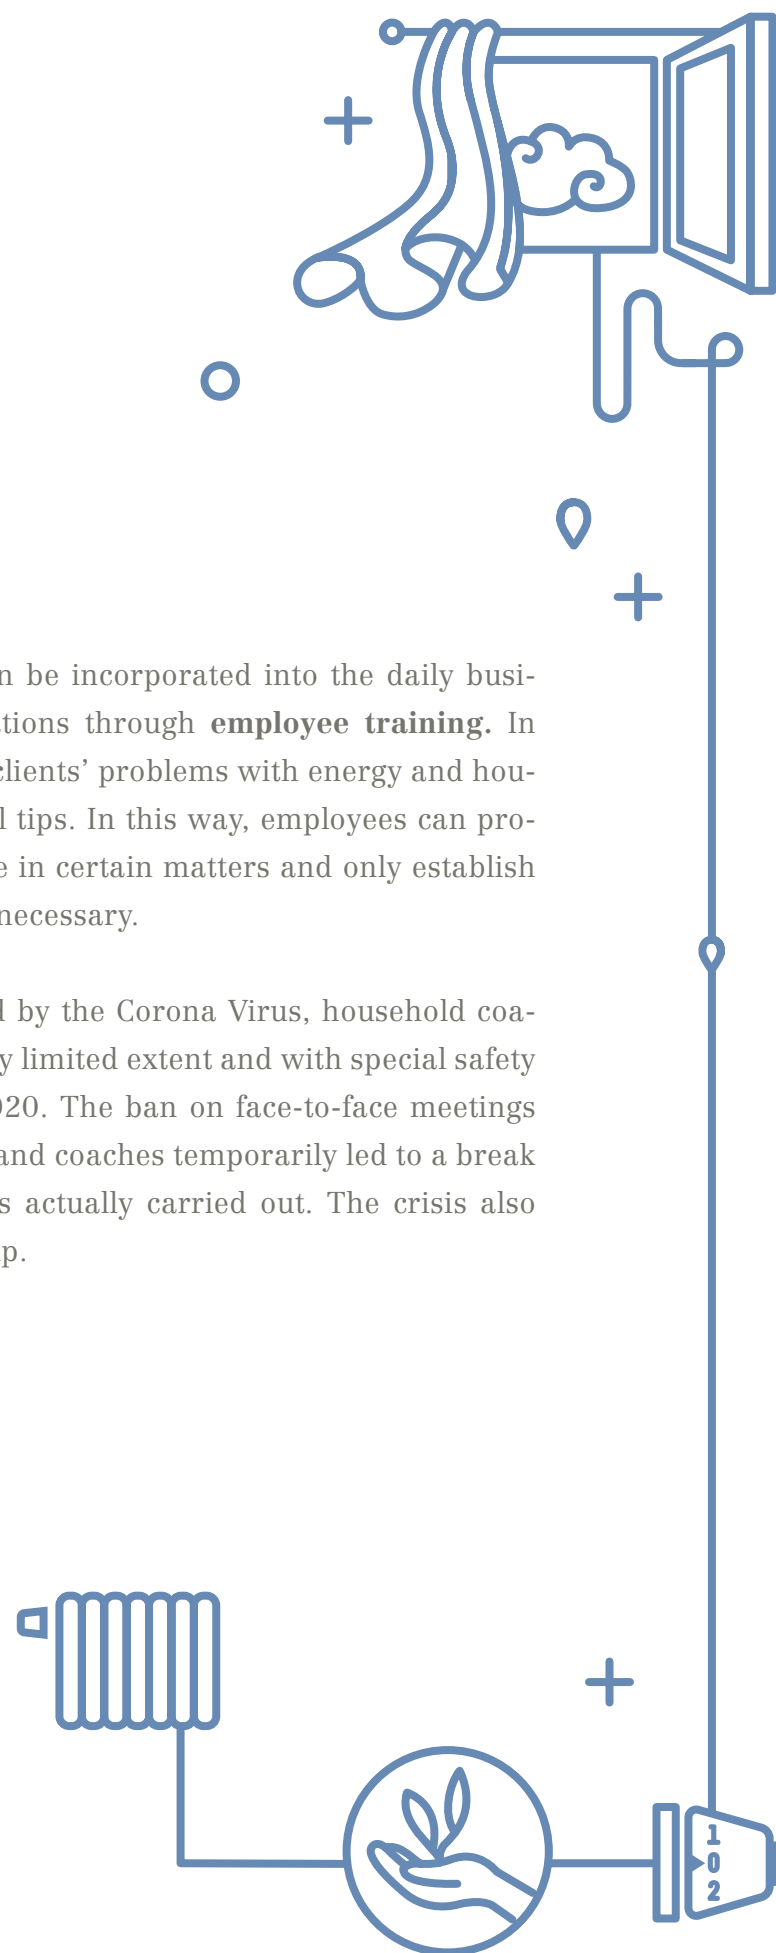 be incorporated into the daily busi-
through employee training. In
clients’ problems with energy and hou-
tips. In this way, employees can pro-
in certain matters and only establish
necessary.
by the Corona Virus, household coa-
limited extent and with special safety
The ban on face-to-face meetings
and coaches temporarily led to a break
actually carried out. The crisis also
1
0
2